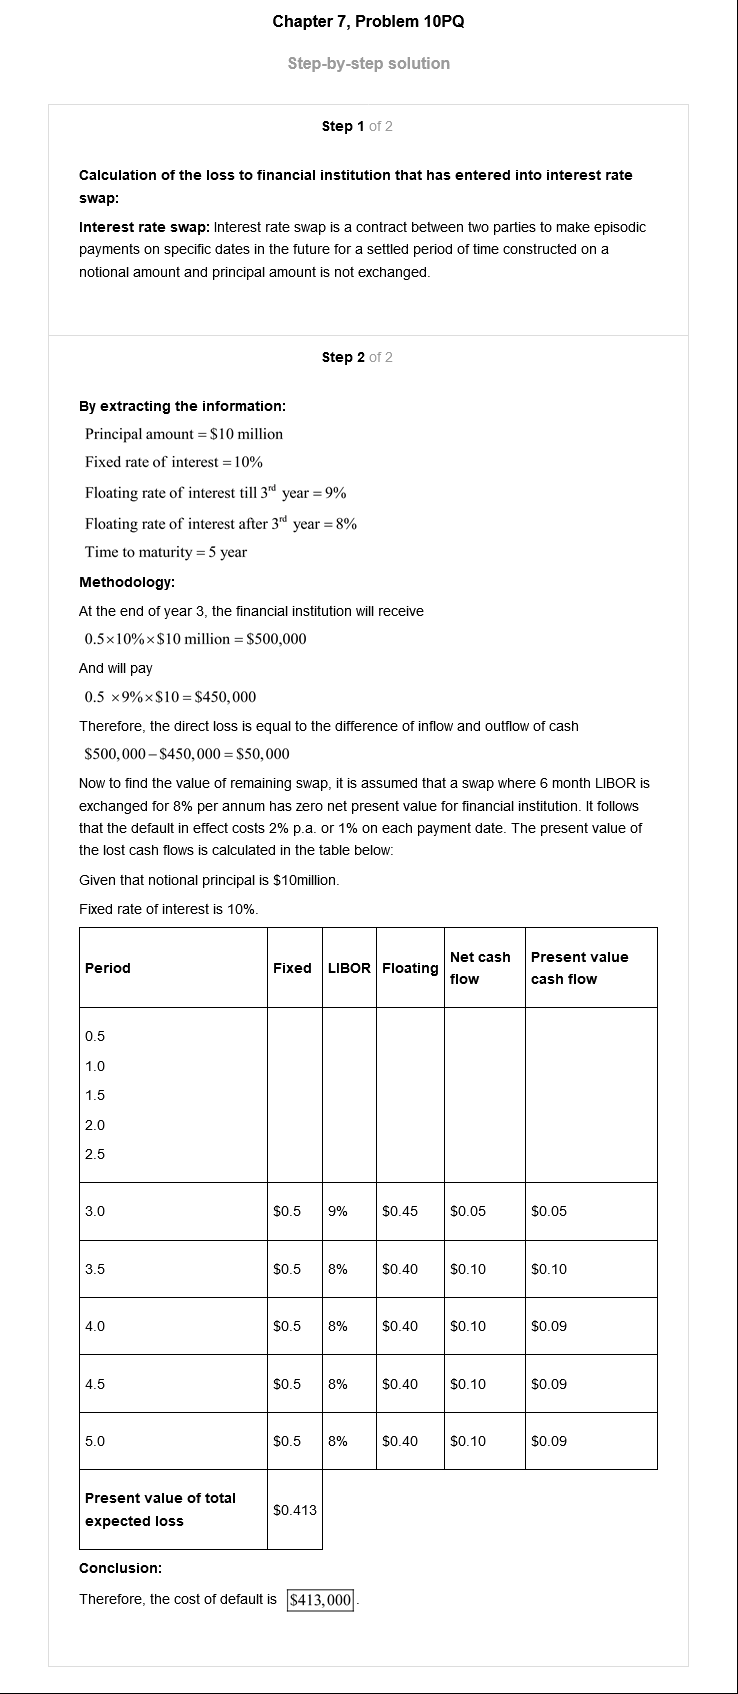 Chapter 7, Problem 10PQ
Step-by-step solution
Step 1 of 2
Calculation of the loss to financial institution that has entered into interest rate
swap:
Interest rate swap: Interest rate swap is a contract between two parties to make episodic
payments on specific dates in the future for a settled period of time constructed on a
notional amount and principal amount is not exchanged.
Step 2 of 2
By extracting the information:
Principal amount = $10 million
Fixed rate of interest = 10%
Floating rate of interest till 3rd year = 9%
Floating rate of interest after 3rd year = 8%
Time to maturity = 5 year
Methodology:
At the end of year 3, the financial institution will receive
0.5×10%×$10 million = $500,000
And will pay
0.5 ×9%×$10 = $450,000
Therefore, the direct loss is equal to the difference of inflow and outflow of cash
$500,000 – $450,000 = $50,000
Now to find the value of remaining swap, it is assumed that a swap where 6 month LIBOR is
exchanged for 8% per annum has zero net present value for financial institution. It follows
that the default in effect costs 2% p.a. or 1% on each payment date. The present value of
the lost cash flows is calculated in the table below:
Given that notional principal is $10million.
Fixed rate of interest is 10%.
Period Fixed LIBOR Floating Net cash flow Present value cash flow
0.5
1.0
1.5
2.0
2.5
3.0 $0.5 9% $0.45 $0.05 $0.05
3.5 $0.5 8% $0.40 $0.10 $0.10
4.0 $0.5 8% $0.40 $0.10 $0.09
4.5 $0.5 8% $0.40 $0.10 $0.09
5.0 $0.5 8% $0.40 $0.10 $0.09
Present value of total expected loss $0.413
Conclusion:
Therefore, the cost of default is $413,000.